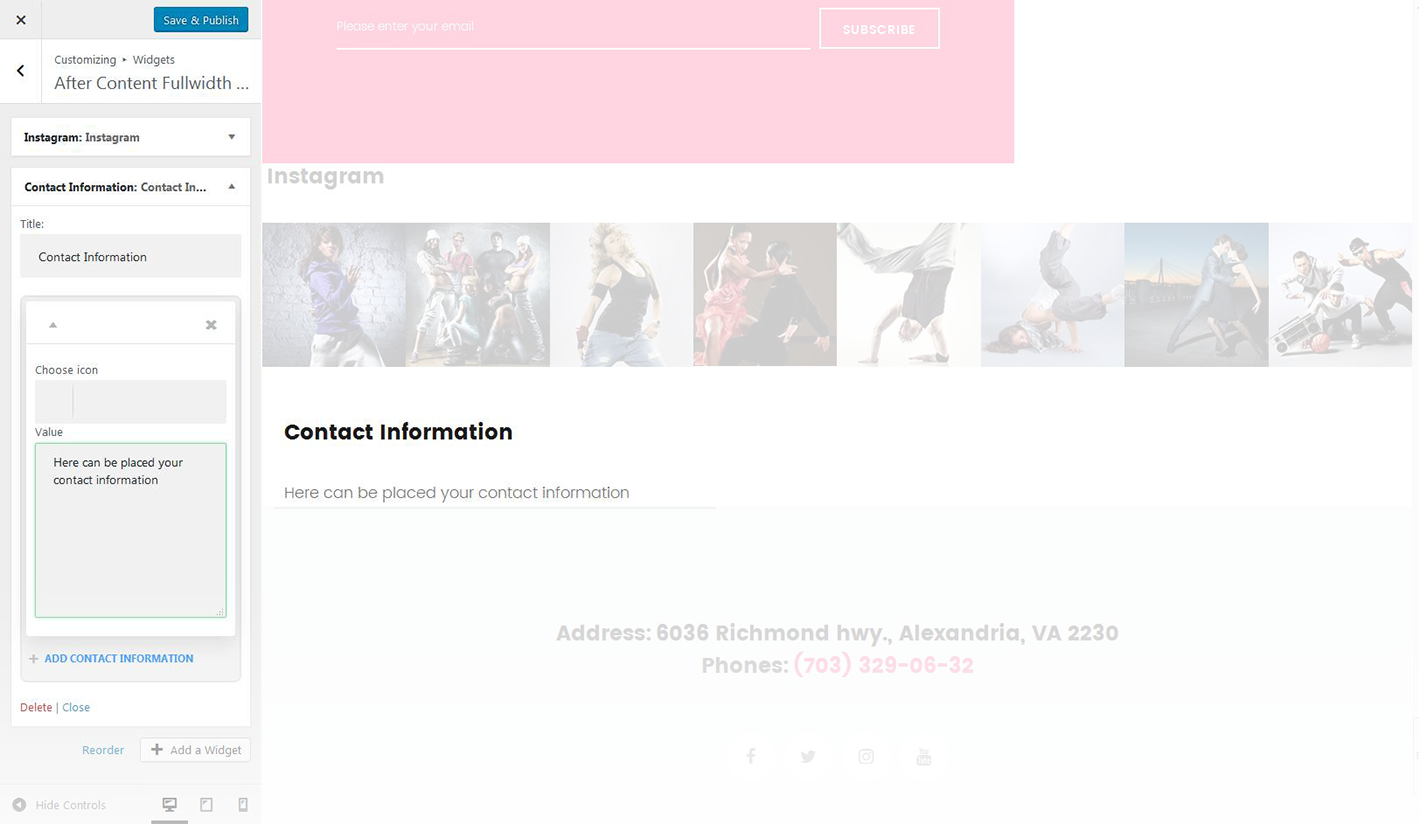 Save & Publish
Customizing ▸ Widgets
After Content Fullwidth ...
Instagram: Instagram
Contact Information: Contact In...
Title:
Contact Information
Choose icon
Value
Here can be placed your
contact information
ADD CONTACT INFORMATION
Delete | Close
Reorder
Add a Widget
Hide Controls
Please enter your email
SUBSCRIBE
Instagram
Contact Information
Here can be placed your contact information
Address: 6036 Richmond hwy., Alexandria, VA 2230
Phones: (703) 329-06-32